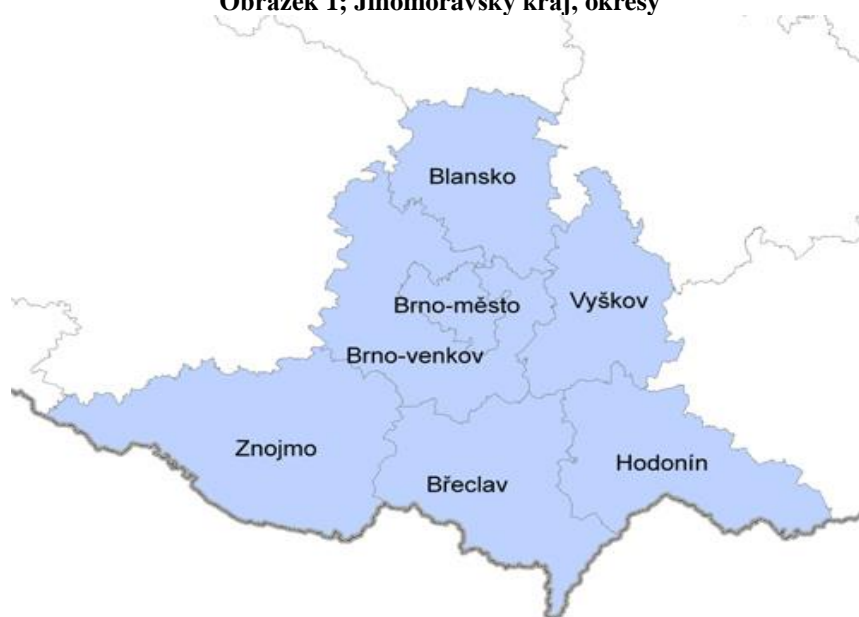 Obrázek 1; Jihomoravský kraj, okresy
Blansko
Brno-město
Vyškov
Brno-venkov
Znojmo
Hodonín
Břeclav